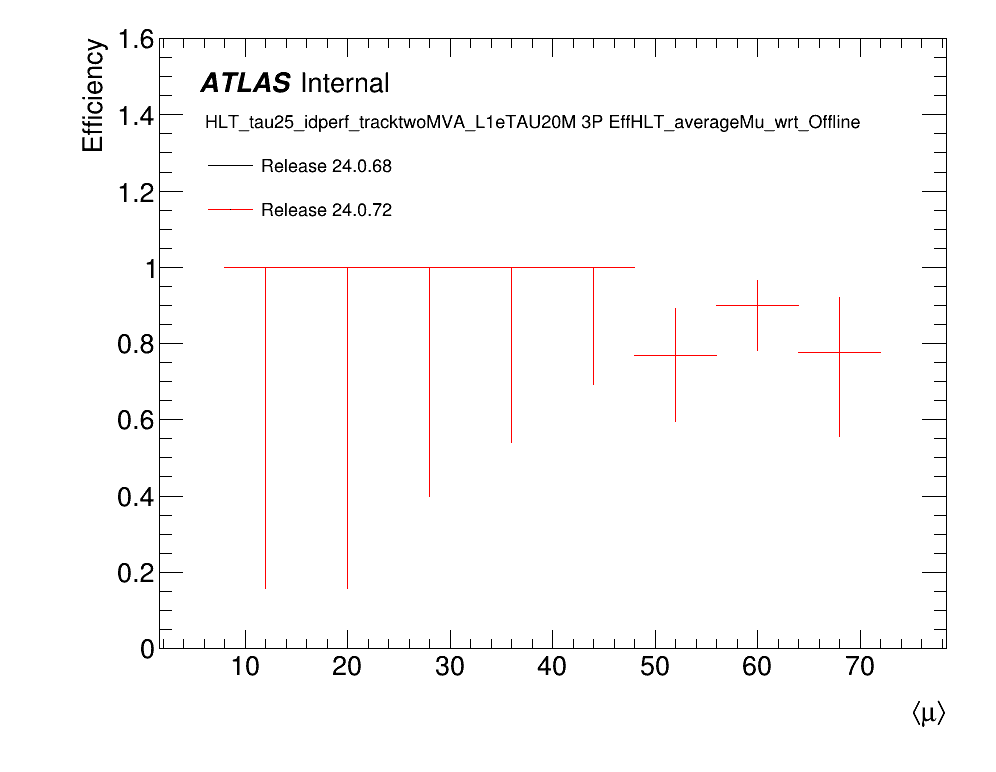 1.6
1.4
1.2
1
0.8
0.6
0.4
0.2
0
Efficiency
ATLAS Internal
HLT_tau25_idperf_tracktwoMVA_L1eTAU20M 3P EffHLT_averageMu_wrt_Offline
Release 24.0.68
Release 24.0.72
10 20 30 40 50 60 70
⟨μ⟩